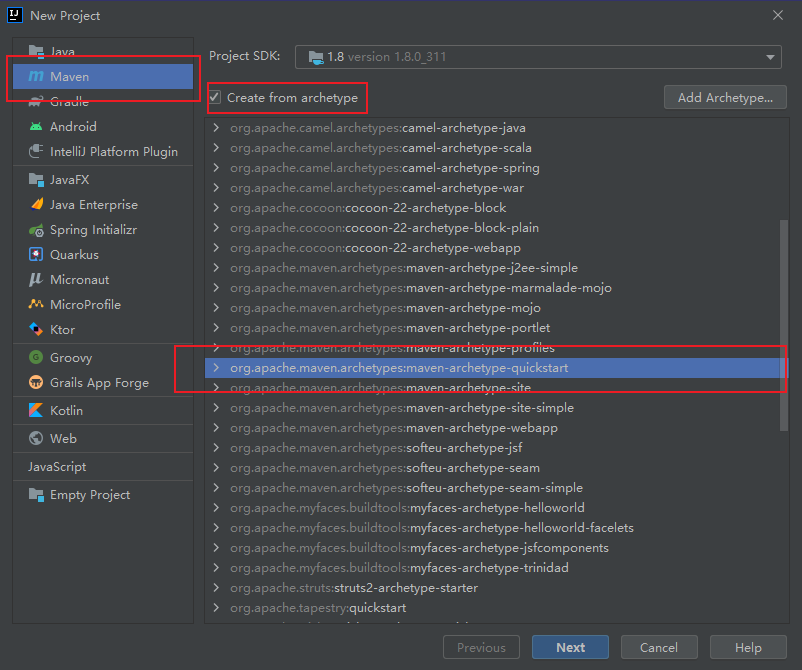 New Project
Java
Maven
Gradle
Android
IntelliJ Platform Plugin
JavaFX
Java Enterprise
Spring Initializr
Quarkus
Micronaut
MicroProfile
Ktor
Groovy
Grails App Forge
Kotlin
Web
JavaScript
Empty Project
Project SDK: 1.8 version 1.8.0_311
Create from archetype
Add Archetype...
org.apache.camel.archetypes:camel-archetype-java
org.apache.camel.archetypes:camel-archetype-scala
org.apache.camel.archetypes:camel-archetype-spring
org.apache.camel.archetypes:camel-archetype-war
org.apache.cocoon:cocoon-22-archetype-block
org.apache.cocoon:cocoon-22-archetype-block-plain
org.apache.cocoon:cocoon-22-archetype-webapp
org.apache.maven.archetypes:maven-archetype-j2ee-simple
org.apache.maven.archetypes:maven-archetype-marmalade-mojo
org.apache.maven.archetypes:maven-archetype-mojo
org.apache.maven.archetypes:maven-archetype-portlet
org.apache.maven.archetypes:maven-archetype-profiles
org.apache.maven.archetypes:maven-archetype-quickstart
org.apache.maven.archetypes:maven-archetype-site
org.apache.maven.archetypes:maven-archetype-site-simple
org.apache.maven.archetypes:maven-archetype-webapp
org.apache.maven.archetypes:softeu-archetype-jsf
org.apache.maven.archetypes:softeu-archetype-seam
org.apache.maven.archetypes:softeu-archetype-seam-simple
org.apache.myfaces.buildtools:myfaces-archetype-helloworld
org.apache.myfaces.buildtools:myfaces-archetype-helloworld-facelets
org.apache.myfaces.buildtools:myfaces-archetype-jsfcomponents
org.apache.myfaces.buildtools:myfaces-archetype-trinidad
org.apache.struts:struts2-archetype-starter
org.apache.tapestry:quickstart
Previous
Next
Cancel
Help